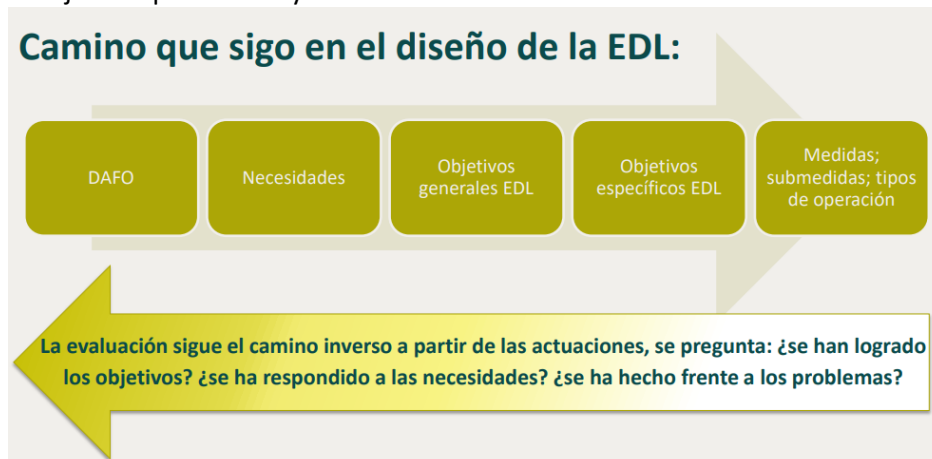 Camino que sigo en el diseño de la EDL:
DAFO
Necesidades
Objetivos
generales EDL
Objetivos
específicos EDL
Medidas;
submedidas; tipos
de operación
La evaluación sigue el camino inverso a partir de las actuaciones, se pregunta: ¿se han logrado
los objetivos? ¿se ha respondido a las necesidades? ¿se ha hecho frente a los problemas?